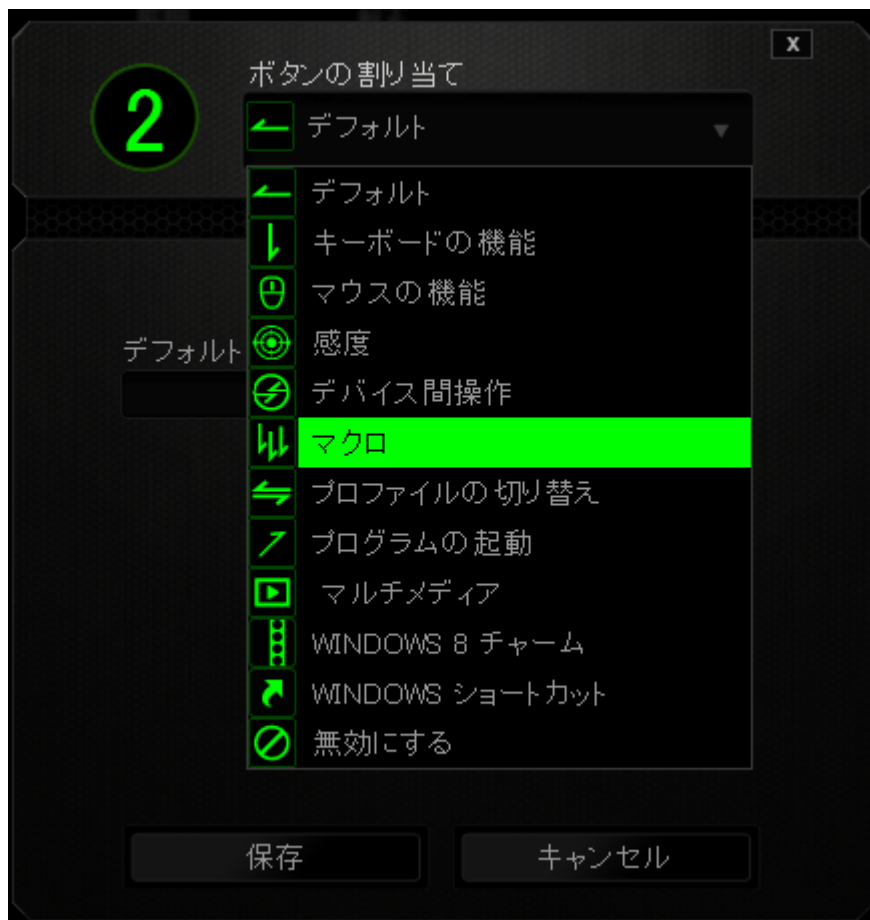 X
ボタンの割り当て
2
デフォルト
デフォルト
キーボードの機能
マウスの機能
感度
デフォルト
デバイス間操作
マクロ
プロファイルの切り替え
プログラムの起動
マルチメディア
WINDOWS 8 チャーム
WINDOWS ショートカット
無効にする
保存
キャンセル